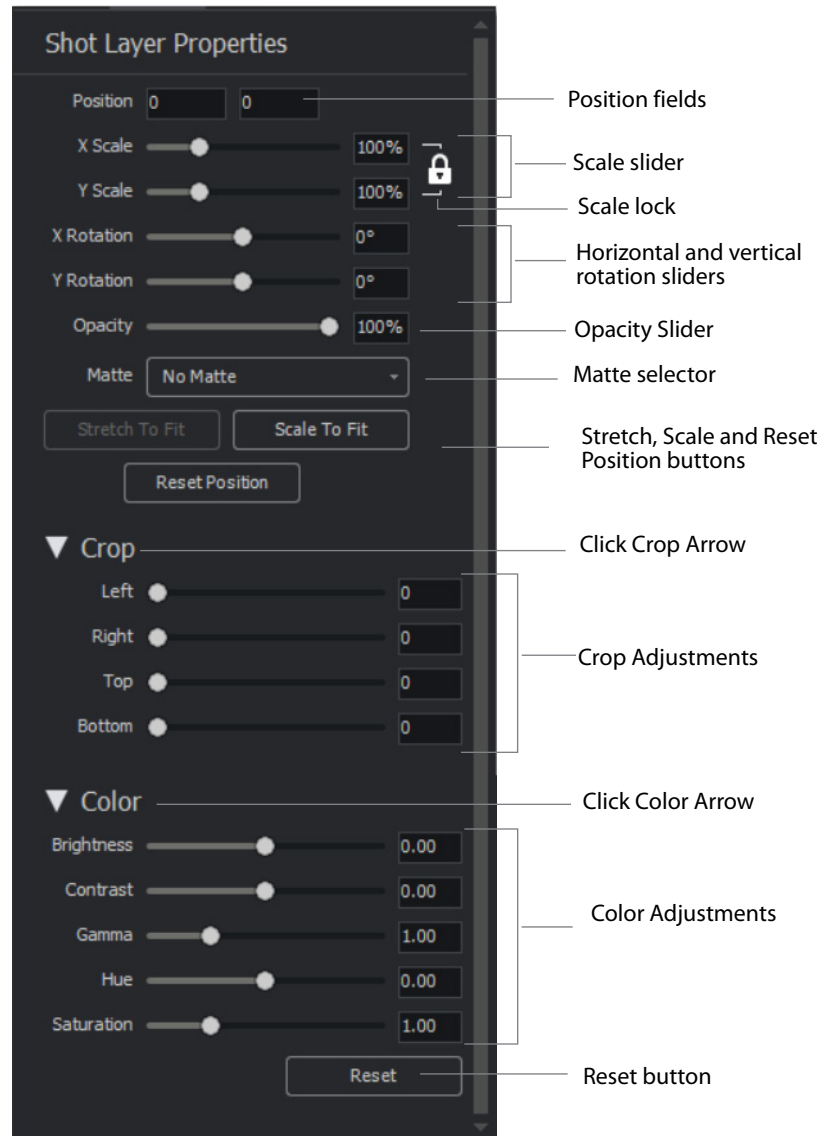 Shot Layer Properties
Position 0 0 Position fields
X Scale 100%
Scale slider
Y Scale 100%
Scale lock
X Rotation 0°
Horizontal and vertical
rotation sliders
Y Rotation 0°
Opacity 100% Opacity Slider
Matte No Matte Matte selector
Stretch To Fit Scale To Fit
Stretch, Scale and Reset
Position buttons
Reset Position
Crop Click Crop Arrow
Left 0
Right 0
Crop Adjustments
Top 0
Bottom 0
Color Click Color Arrow
Brightness 0.00
Contrast 0.00
Color Adjustments
Gamma 1.00
Hue 0.00
Saturation 1.00
Reset Reset button